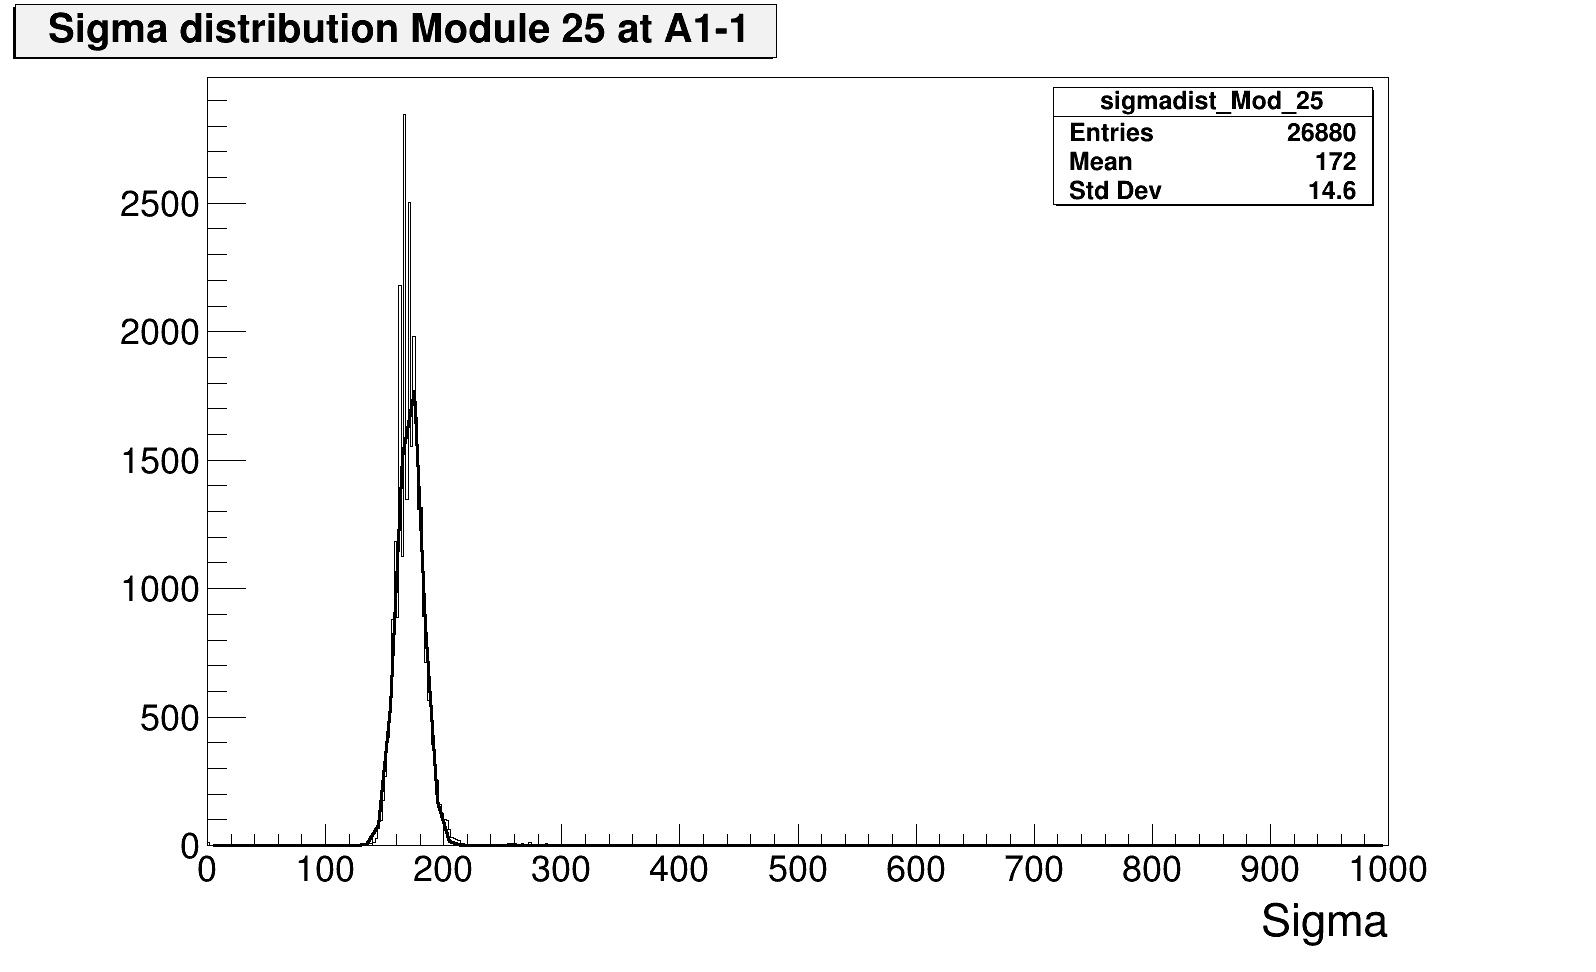 Sigma distribution Module 25 at A1-1
sigmadist_Mod_25
Entries 26880
Mean 172
Std Dev 14.6
2500
2000
1500
1000
500
0
0 100 200 300 400 500 600 700 800 900 1000
Sigma